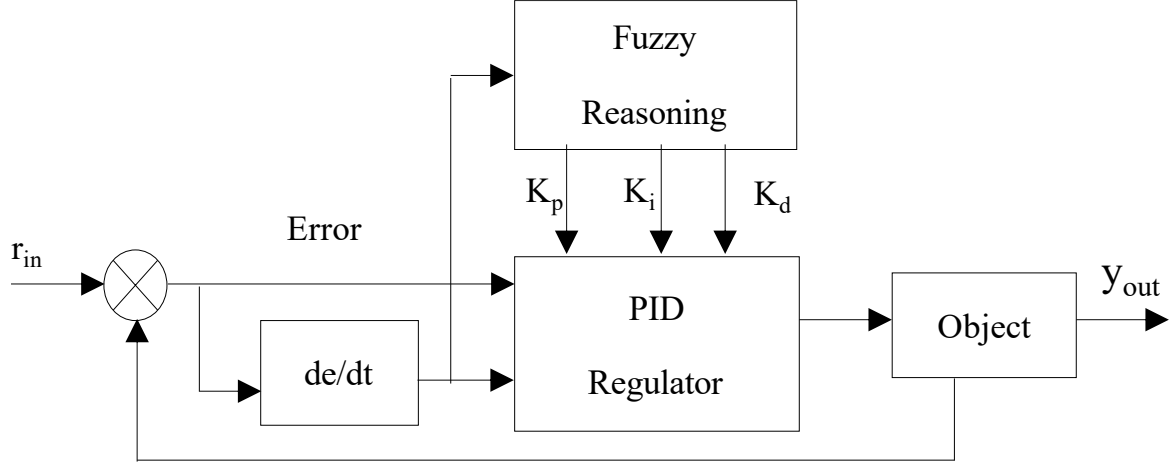 Fuzzy
Reasoning
K_p
K_i
K_d
Error
r_in
y_out
PID
Object
de/dt
Regulator